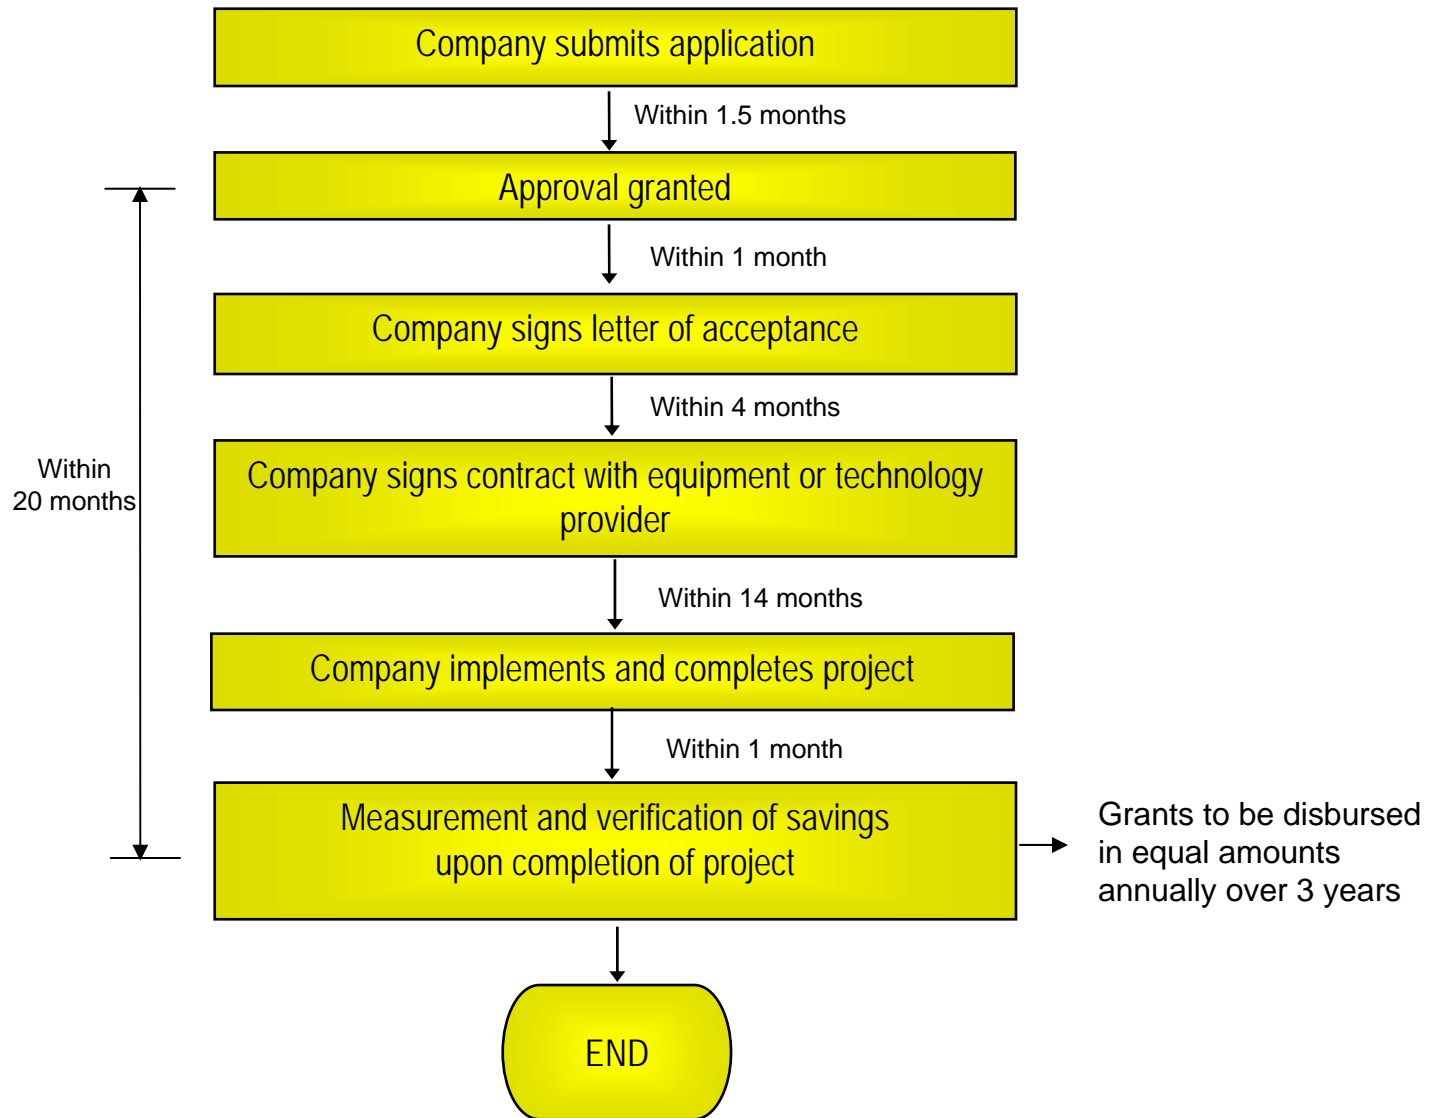 Company submits application
Within 1.5 months
Approval granted
Within 1 month
Company signs letter of acceptance
Within 4 months
Within
20 months
Company signs contract with equipment or technology
provider
Within 14 months
Company implements and completes project
Within 1 month
Measurement and verification of savings
upon completion of project
Grants to be disbursed
in equal amounts
annually over 3 years
END